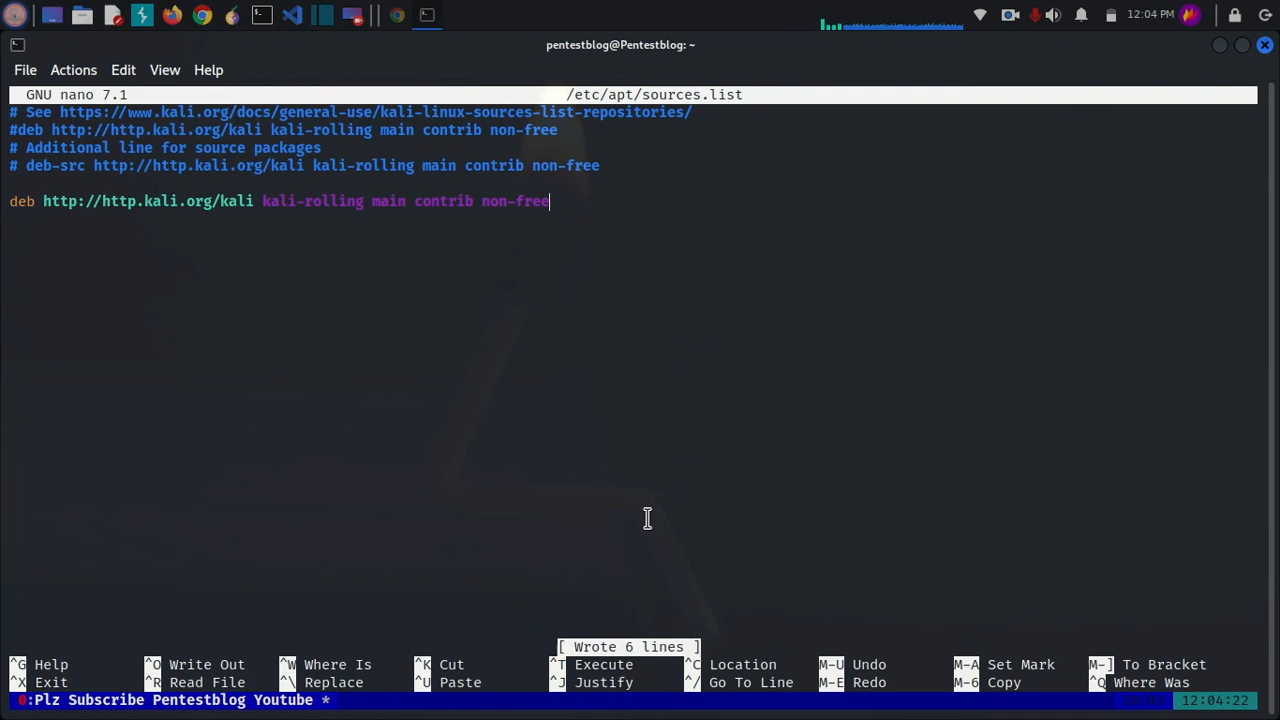 12:04 PM
pentestblog@Pentestblog: ~
File Actions Edit View Help
GNU nano 7.1 /etc/apt/sources.list
# See https://www.kali.org/docs/general-use/kali-linux-sources-list-repositories/
#deb http://http.kali.org/kali kali-rolling main contrib non-free
# Additional line for source packages
# deb-src http://http.kali.org/kali kali-rolling main contrib non-free
deb http://http.kali.org/kali kali-rolling main contrib non-free
[ Wrote 6 lines ]
^G Help ^O Write Out ^W Where Is ^K Cut ^T Execute ^C Location M-U Undo M-A Set Mark M-] To Bracket
^X Exit ^R Read File ^\ Replace ^U Paste ^J Justify ^/ Go To Line M-E Redo M-6 Copy ^Q Where Was
0:Plz Subscribe Pentestblog Youtube * 12:04:22